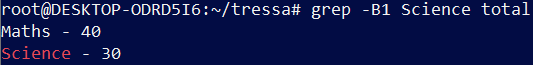 root@DESKTOP-ODRD5I6:~/tressa# grep -B1 Science total
Maths - 40
Science - 30